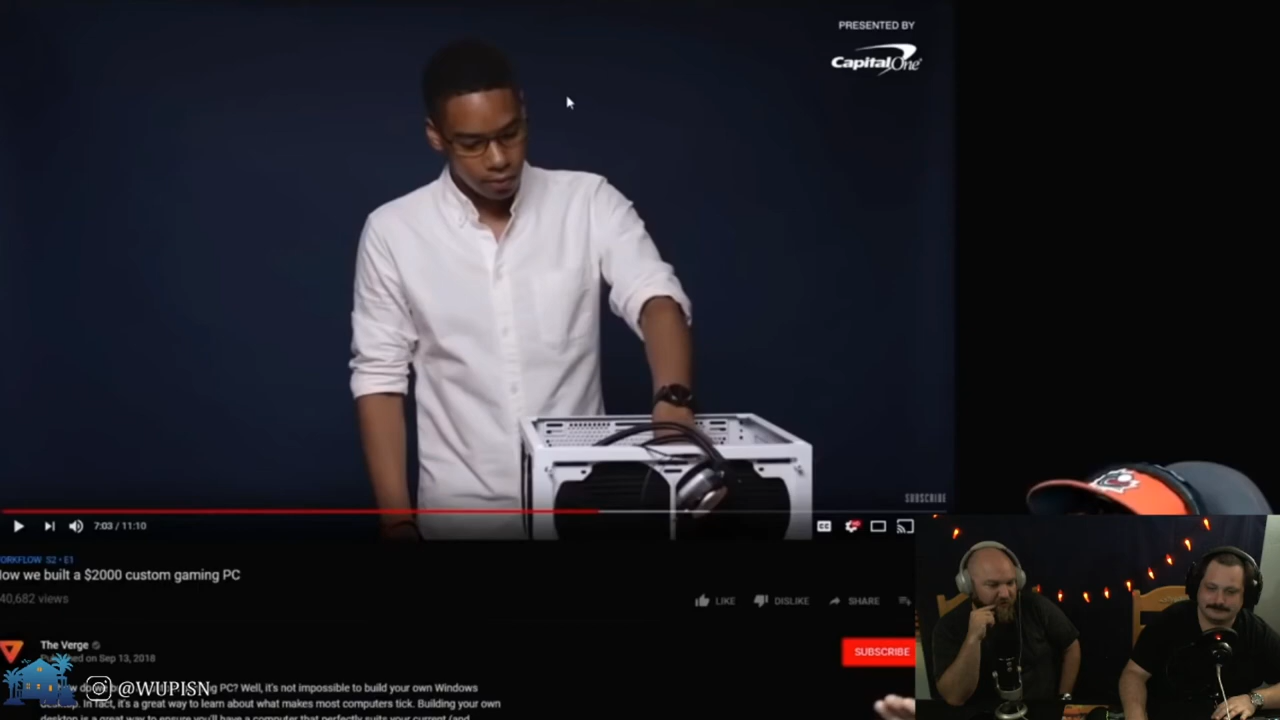 PRESENTED BY
CapitalOne
SUBSCRIBE
7:03 / 11:10
CC
ORKFLOW S2 • E1
ow we built a $2000 custom gaming PC
40,682 views
LIKE
DISLIKE
SHARE
The Verge
on Sep 13, 2018
SUBSCRIBE
PC? Well, it's not impossible to build your own Windows
In fact, it's a great way to learn about what makes most computers tick. Building your own
desktop is a great way to ensure you'll have a computer that perfectly suits your current (and
@WUPISN